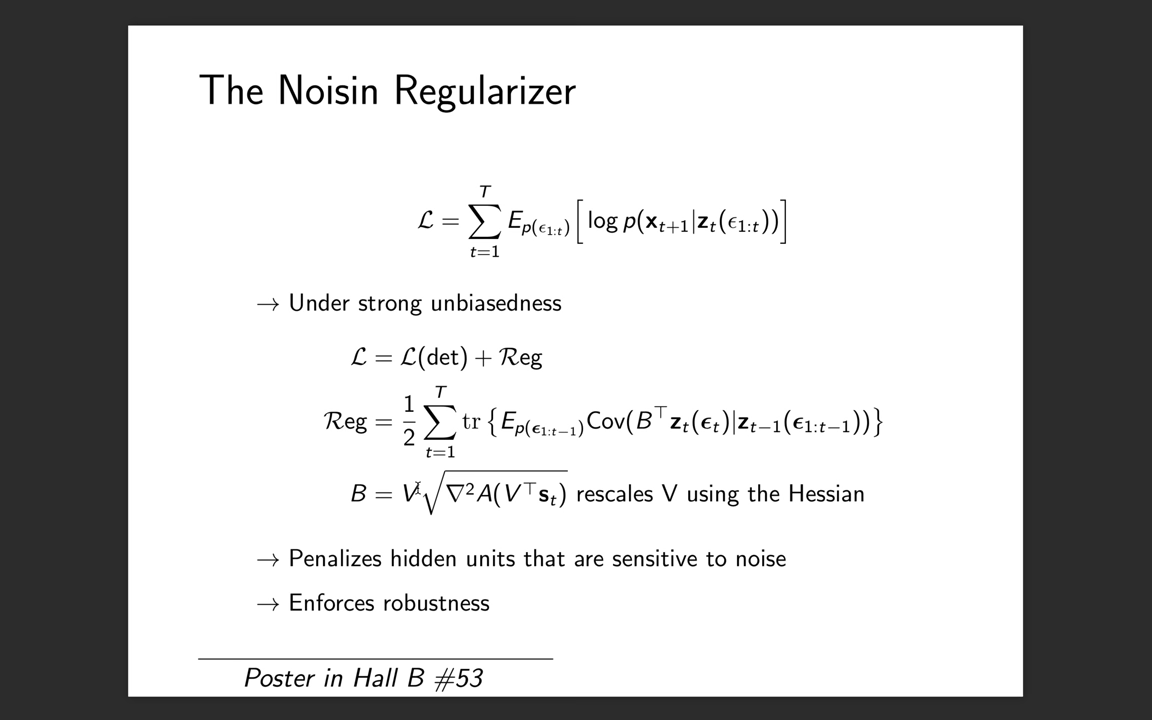 The Noisin Regularizer
ℒ = ∑_{t=1}^{T} E_{p(ϵ_{1:t})}[log p(𝐱_{t+1}|𝐳_t(ϵ_{1:t}))]
→ Under strong unbiasedness
ℒ = ℒ(det) + ℛeg
ℛeg = 1/2 ∑_{t=1}^{T} tr {E_{p(ϵ_{1:t−1})}Cov(B^⊤𝐳_t(ϵ_t)|𝐳_{t−1}(ϵ_{1:t−1}))}
B = V√(∇²A(V^⊤𝐬_t)) rescales V using the Hessian
→ Penalizes hidden units that are sensitive to noise
→ Enforces robustness
Poster in Hall B #53